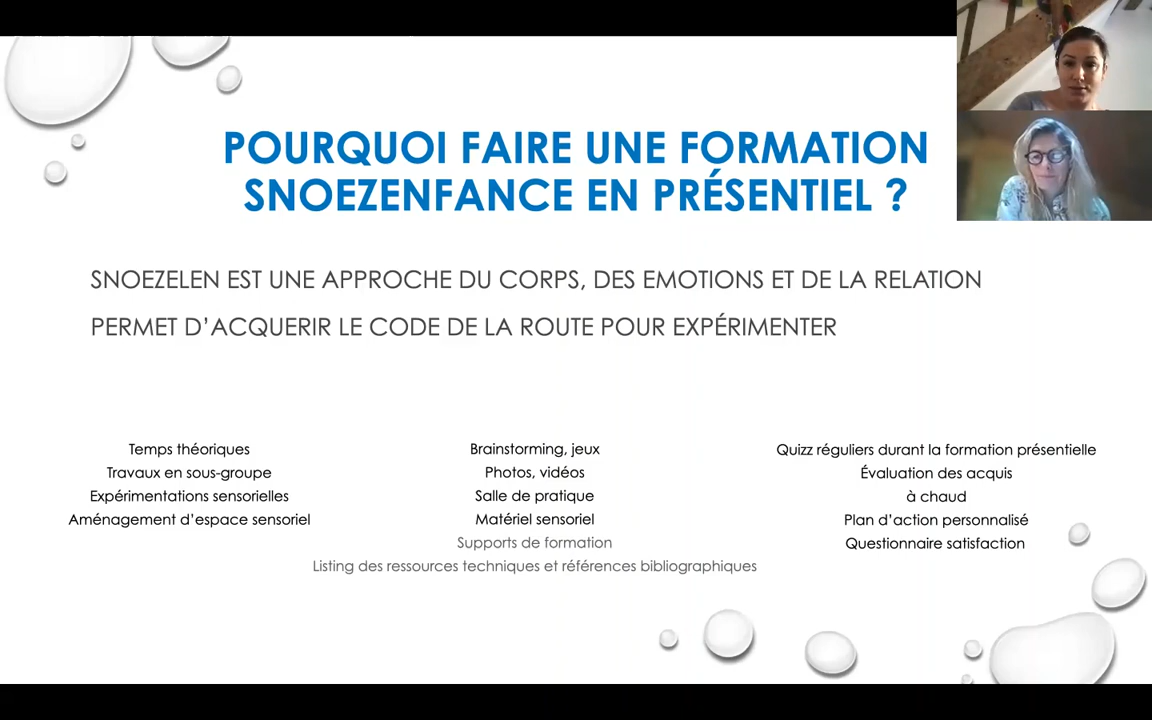 POURQUOI FAIRE UNE FORMATION
SNOEZENFANCE EN PRÉSENTIEL ?
SNOEZELEN EST UNE APPROCHE DU CORPS, DES EMOTIONS ET DE LA RELATION
PERMET D’ACQUERIR LE CODE DE LA ROUTE POUR EXPÉRIMENTER
Temps théoriques
Travaux en sous-groupe
Expérimentations sensorielles
Aménagement d’espace sensoriel
Brainstorming, jeux
Photos, vidéos
Salle de pratique
Matériel sensoriel
Supports de formation
Listing des ressources techniques et références bibliographiques
Quizz réguliers durant la formation présentielle
Évaluation des acquis
à chaud
Plan d’action personnalisé
Questionnaire satisfaction